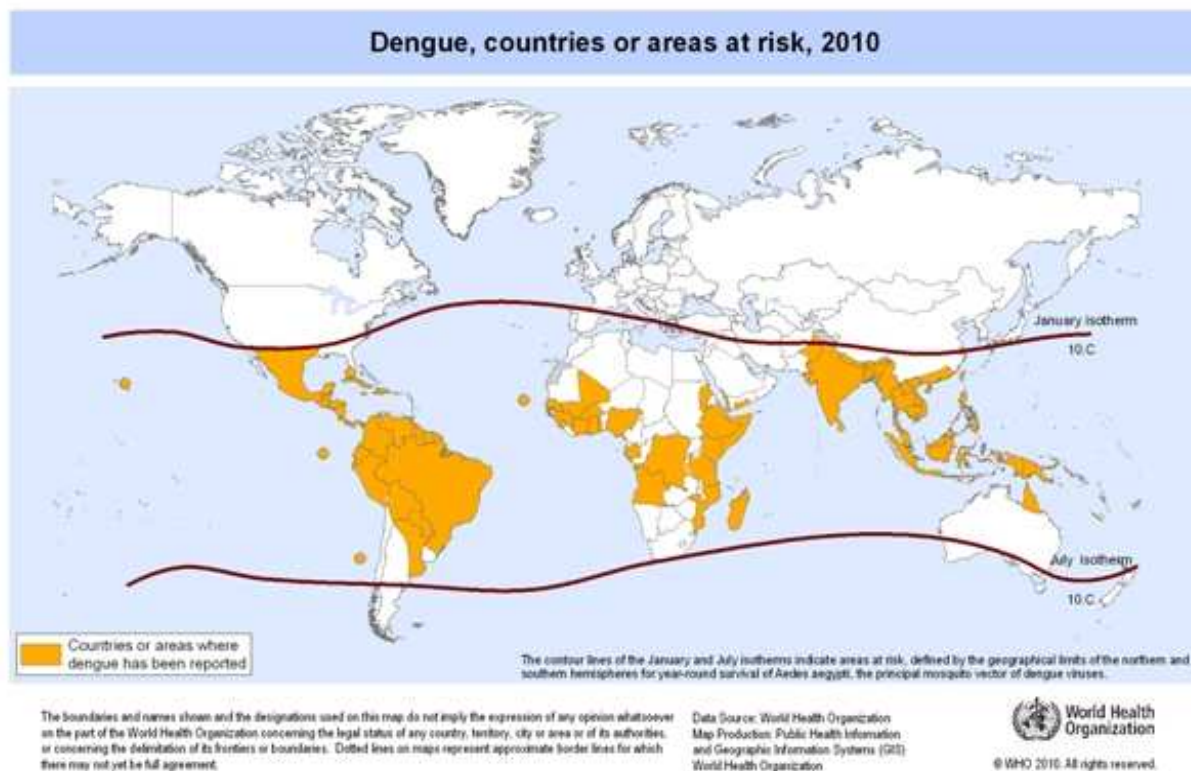 Dengue, countries or areas at risk, 2010
January isotherm
10.C
July isotherm
10.C
Countries or areas where
dengue has been reported
The contour lines of the January and July isotherms indicate areas at risk, defined by the geographical limits of the northern and
southern hemispheres for year-round survival of Aedes aegypti, the principal mosquito vector of dengue viruses.
The boundaries and names shown and the designations used on this map do not imply the expression of any opinion whatsoever
on the part of the World Health Organization concerning the legal status of any country, territory, city or area or of its authorities,
or concerning the delimitation of its frontiers or boundaries. Dotted lines on maps represent approximate border lines for which
there may not yet be full agreement.
Data Source: World Health Organization
Map Production: Public Health Information
and Geographic Information Systems (GIS)
World Health Organization
World Health
Organization
© WHO 2010. All rights reserved.